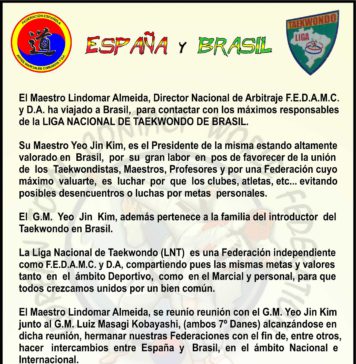 ESPAÑA Y BRASIL
TAEKWONDO
LIGA
El Maestro Lindomar Almeida, Director Nacional de Arbitraje F.E.D.A.M.C.
y D.A. ha viajado a Brasil, para contactar con los máximos responsables
de la LIGA NACIONAL DE TAEKWONDO DE BRASIL.
Su Maestro Yeo Jin Kim, es el Presidente de la misma estando altamente
valorado en Brasil, por su gran labor en pos de favorecer de la unión
de los Taekwondistas, Maestros, Profesores y por una Federación cuyo
máximo valuarte, es luchar por que los clubes, atletas, etc... evitando
posibles desencuentros o luchas por metas personales.
El G.M. Yeo Jin Kim, además pertenece a la familia del introductor del
Taekwondo en Brasil.
La Liga Nacional de Taekwondo (LNT) es una Federación independiente
como F.E.D.A.M.C. y D.A, compartiendo pues las mismas metas y valores
tanto en el ámbito Deportivo, como en el Marcial y personal, para que
todos crezcamos unidos por un bien común.
El Maestro Lindomar Almeida, se reunío reunión con el G.M. Yeo Jin Kim
junto al G.M. Luiz Masagi Kobayashi, (ambos 7º Danes) alcanzándose en
dicha reunión, hermanar nuestras Federaciones con el fin de, entre otros,
hacer intercambios entre España y Brasil, en el ámbito Nacional e
Internacional.